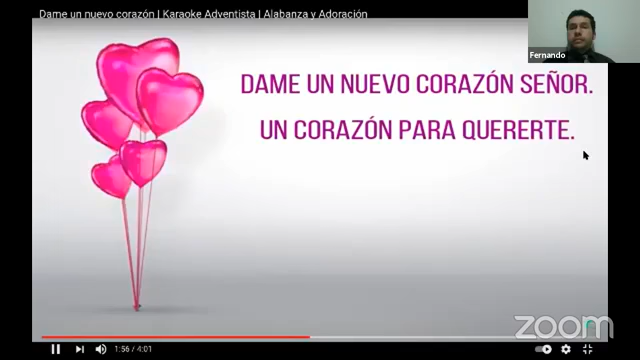 Dame un nuevo corazón | Karaoke Adventista | Alabanza y Adoración
Fernando
DAME UN NUEVO CORAZÓN SEÑOR.
UN CORAZÓN PARA QUERERTE.
1:56 / 4:01
zoom